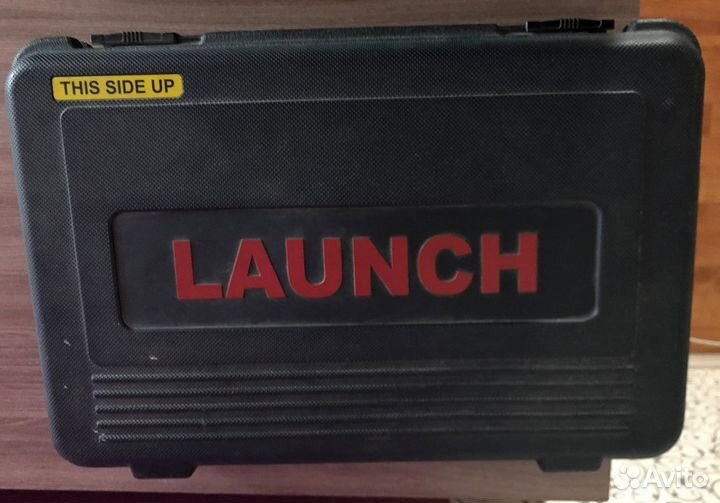 THIS SIDE UP
LAUNCH
Avito